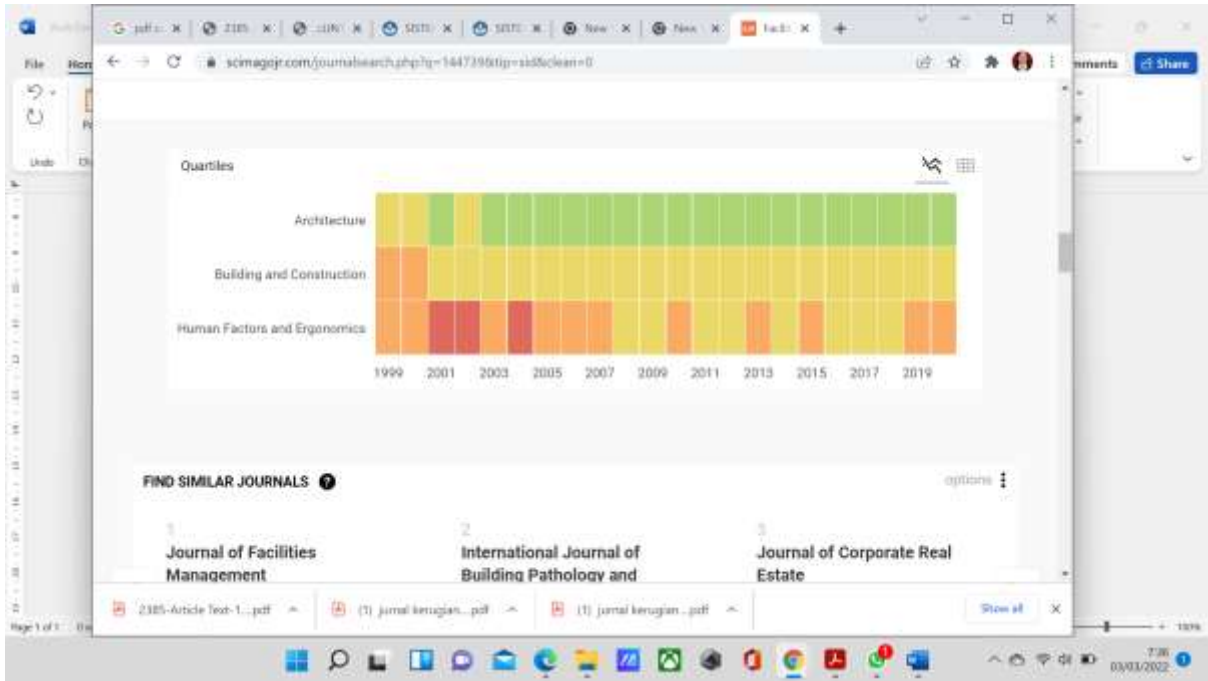 File
Share
scimagojr.com/journalsearch.php?q=144739&tip=sid&clean=0
Undo
Quartiles
Architecture
Building and Construction
Human Factors and Ergonomics
1999 2001 2003 2005 2007 2009 2011 2013 2015 2017 2019
FIND SIMILAR JOURNALS ?
options
1
Journal of Facilities
Management
2
International Journal of
Building Pathology and
3
Journal of Corporate Real
Estate
2385-Article Text-1....pdf
(1) jurnal kerugian....pdf
(1) jurnal kerugian....pdf
Show all
Page 1 of 1
100%
7:36
03/03/2022